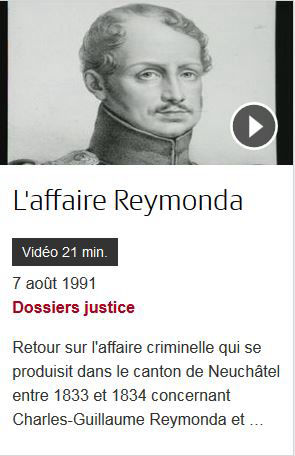 L'affaire Reymonda
Vidéo 21 min.
7 août 1991
Dossiers justice
Retour sur l'affaire criminelle qui se
produisit dans le canton de Neuchâtel
entre 1833 et 1834 concernant
Charles-Guillaume Reymonda et ...